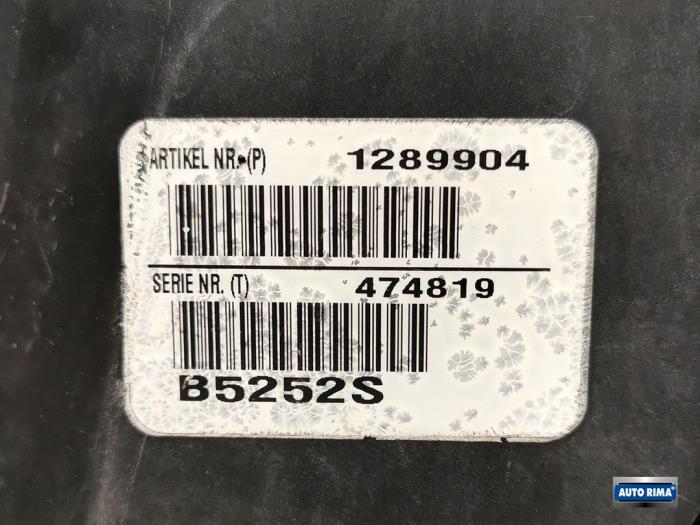 ARTIKEL NR. (P) 1289904
SERIE NR. (T) 474819
B5252S
AUTO RIMA